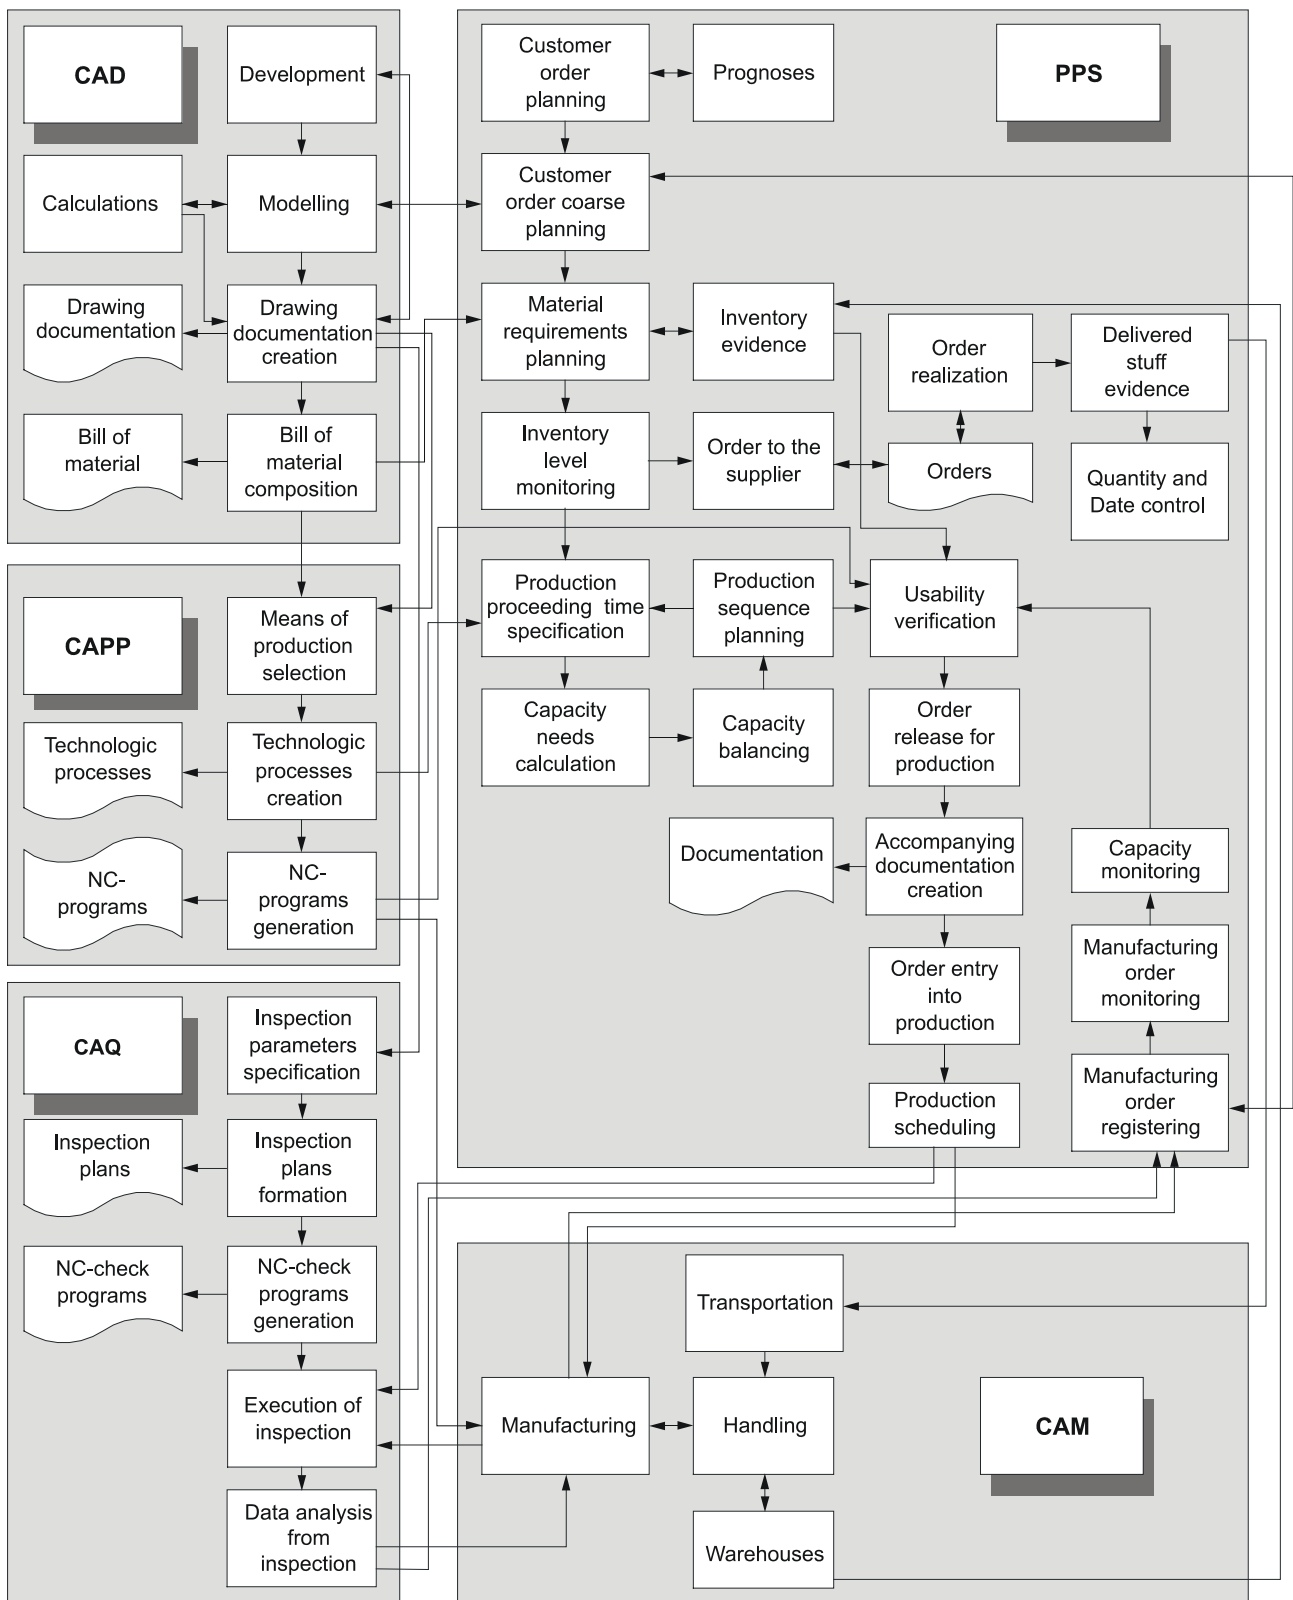 CAD
Development
Calculations
Modelling
Drawing
documentation
Drawing
documentation
creation
Bill of
material
Bill of
material
composition
CAPP
Means of
production
selection
Technologic
processes
Technologic
processes
creation
NC-
programs
NC-
programs
generation
CAQ
Inspection
parameters
specification
Inspection
plans
Inspection
plans
formation
NC-check
programs
NC-check
programs
generation
Execution of
inspection
Data analysis
from
inspection
Customer
order
planning
Prognoses
PPS
Customer
order coarse
planning
Material
requirements
planning
Inventory
evidence
Order
realization
Delivered
stuff
evidence
Inventory
level
monitoring
Order to the
supplier
Orders
Quantity and
Date control
Production
proceeding time
specification
Production
sequence
planning
Usability
verification
Capacity
needs
calculation
Capacity
balancing
Order
release for
production
Documentation
Accompanying
documentation
creation
Capacity
monitoring
Order entry
into
production
Manufacturing
order
monitoring
Production
scheduling
Manufacturing
order
registering
Transportation
Manufacturing
Handling
CAM
Warehouses